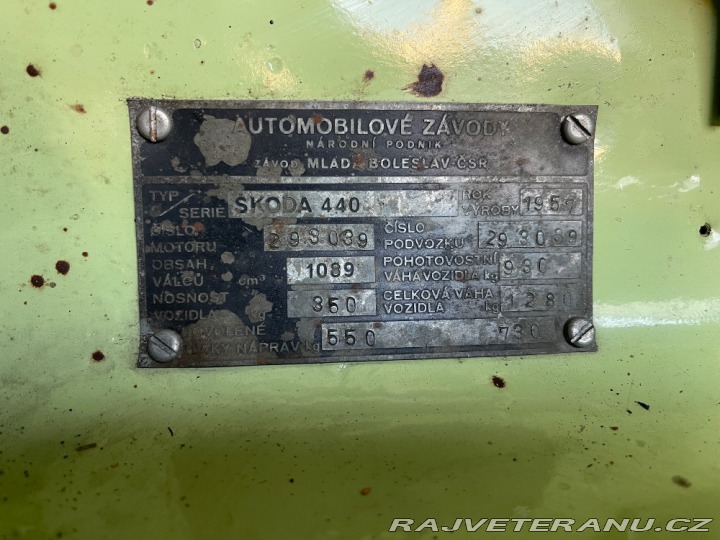 AUTOMOBILOVÉ ZÁVODY
NÁRODNÍ PODNIK
ZÁVOD MLADÁ BOLESLAV-ČSR
TYP SERIE ŠKODA 440 ROK VÝROBY 1957
ČÍSLO MOTORU 293039 ČÍSLO PODVOZKU 293039
OBSAH VÁLCŮ cm³ 1089 POHOTOVOSTNÍ VÁHA VOZIDLA kg 930
NOSNOST VOZIDLA kg 350 CELKOVÁ VÁHA VOZIDLA kg 1280
NÁPRAV kg 550 730
RAJVETERANU.CZ